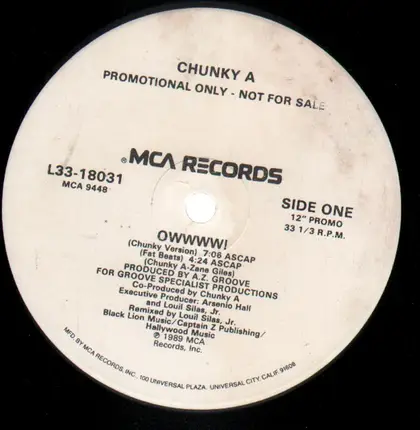 CHUNKY A
PROMOTIONAL ONLY - NOT FOR SALE
®MCA RECORDS
L33-18031
MCA 9448
SIDE ONE
12" PROMO
33 1/3 R.P.M.
OWWWW!
(Chunky Version) 7:06 ASCAP
(Fat Beats) 4:24 ASCAP
(Chunky A-Zane Giles)
PRODUCED BY A.Z. GROOVE
FOR GROOVE SPECIALIST PRODUCTIONS
Co-Produced by Chunky A
Executive Producer: Arsenio Hall
and Louil Silas, Jr.
Remixed by Louil Silas, Jr.
Black Lion Music/Captain Z Publishing/
Hallywood Music
℗ 1989 MCA
Records, Inc.
MFD. BY MCA RECORDS, INC., 100 UNIVERSAL PLAZA, UNIVERSAL CITY, CALIF. 91608